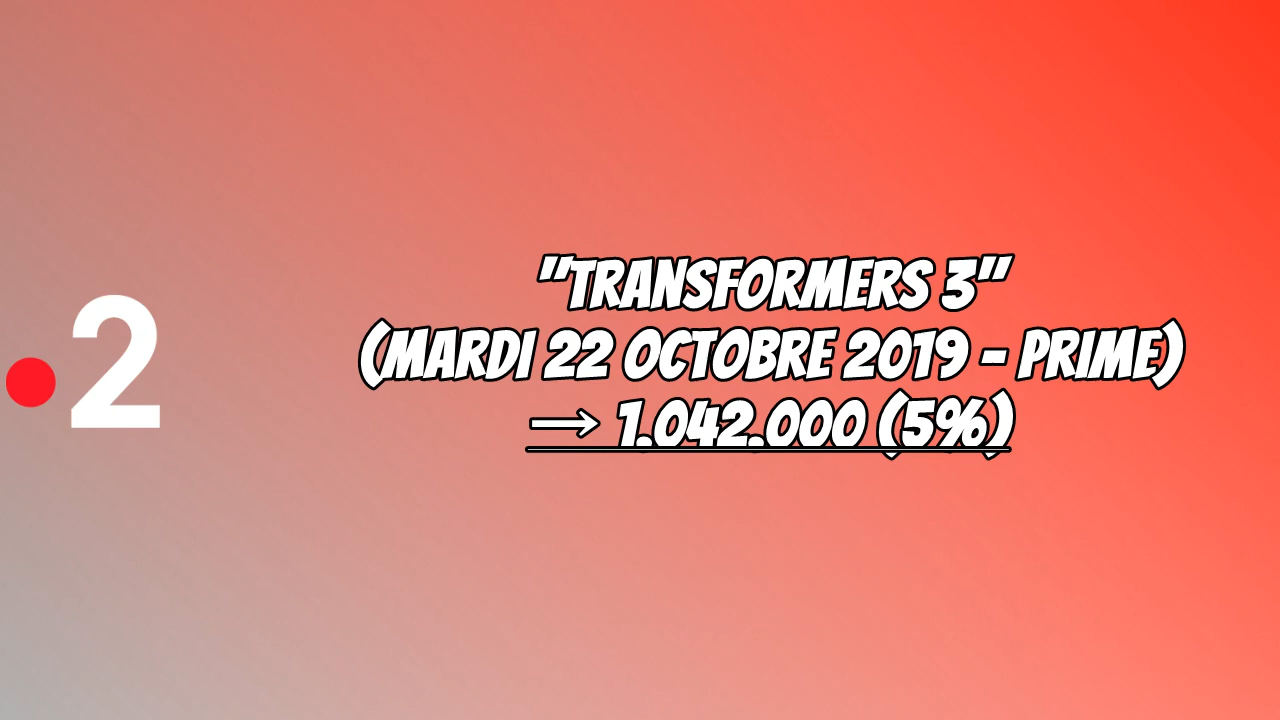 2
"TRANSFORMERS 3"
(MARDI 22 OCTOBRE 2019 - PRIME)
→ 1.042.000 (5%)